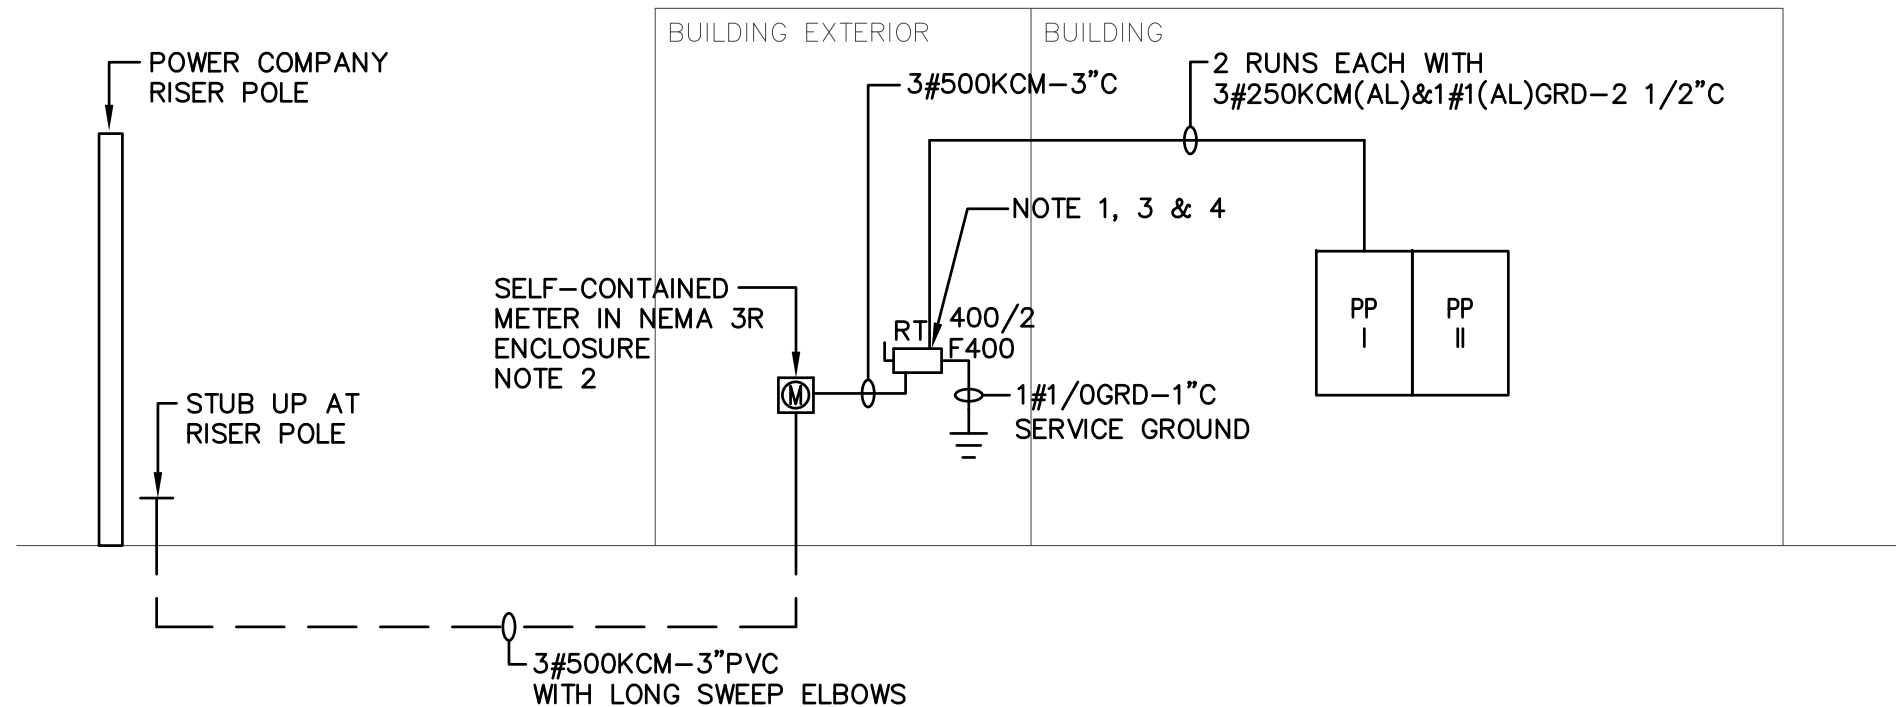 BUILDING EXTERIOR
BUILDING
POWER COMPANY
RISER POLE
3#500KCM-3"C
2 RUNS EACH WITH
3#250KCM(AL)&1#1(AL)GRD-2 1/2"C
NOTE 1, 3 & 4
SELF-CONTAINED
METER IN NEMA 3R
ENCLOSURE
NOTE 2
RT
400/2
F400
PP
I
PP
II
M
1#1/0GRD-1"C
SERVICE GROUND
STUB UP AT
RISER POLE
3#500KCM-3"PVC
WITH LONG SWEEP ELBOWS